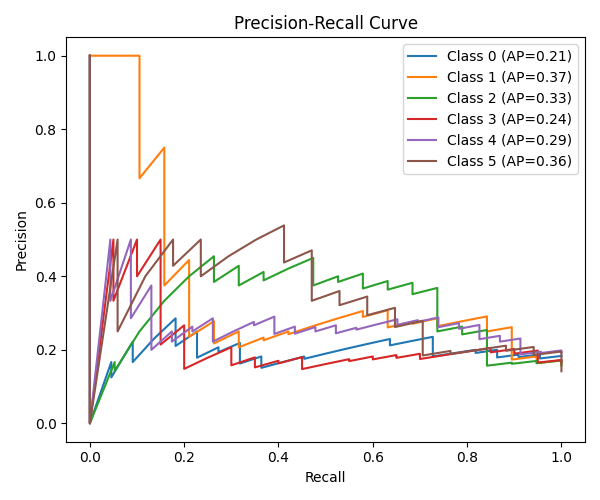 Precision-Recall Curve
Class 0 (AP=0.21)
Class 1 (AP=0.37)
Class 2 (AP=0.33)
Class 3 (AP=0.24)
Class 4 (AP=0.29)
Class 5 (AP=0.36)
Precision
1.0
0.8
0.6
0.4
0.2
0.0
0.0 0.2 0.4 0.6 0.8 1.0
Recall